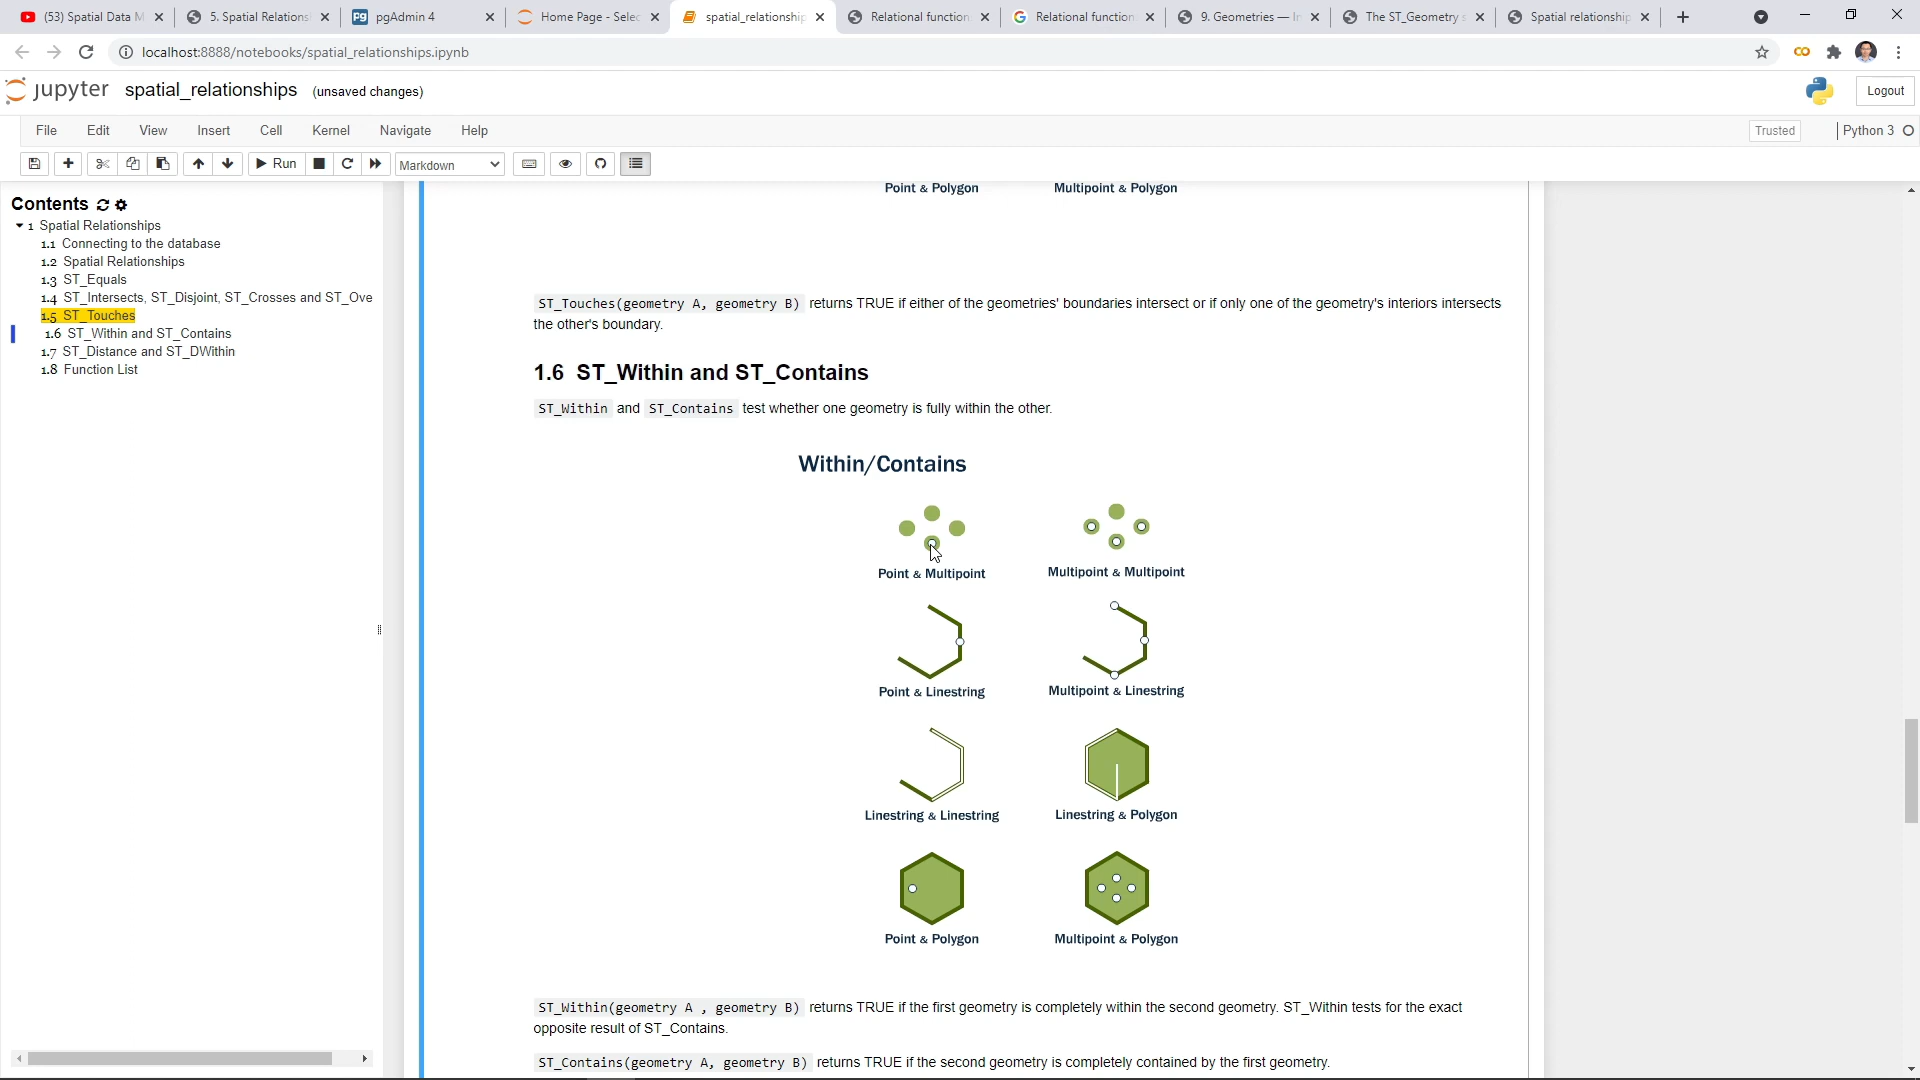 (53) Spatial Data M
5. Spatial Relations
pgAdmin 4
Home Page - Selec
spatial_relationship
Relational function
Relational function
9. Geometries — In
The ST_Geometry s
Spatial relationship
localhost:8888/notebooks/spatial_relationships.ipynb
jupyter spatial_relationships (unsaved changes)
Logout
File Edit View Insert Cell Kernel Navigate Help
Trusted
Python 3
Run
Markdown
Contents
1 Spatial Relationships
1.1 Connecting to the database
1.2 Spatial Relationships
1.3 ST_Equals
1.4 ST_Intersects, ST_Disjoint, ST_Crosses and ST_Ove
1.5 ST_Touches
1.6 ST_Within and ST_Contains
1.7 ST_Distance and ST_DWithin
1.8 Function List
Point & Polygon
Multipoint & Polygon
ST_Touches(geometry A, geometry B) returns TRUE if either of the geometries' boundaries intersect or if only one of the geometry's interiors intersects
the other's boundary.
1.6 ST_Within and ST_Contains
ST_Within and ST_Contains test whether one geometry is fully within the other.
Within/Contains
Point & Multipoint
Multipoint & Multipoint
Point & Linestring
Multipoint & Linestring
Linestring & Linestring
Linestring & Polygon
Point & Polygon
Multipoint & Polygon
ST_Within(geometry A , geometry B) returns TRUE if the first geometry is completely within the second geometry. ST_Within tests for the exact
opposite result of ST_Contains.
ST_Contains(geometry A, geometry B) returns TRUE if the second geometry is completely contained by the first geometry.